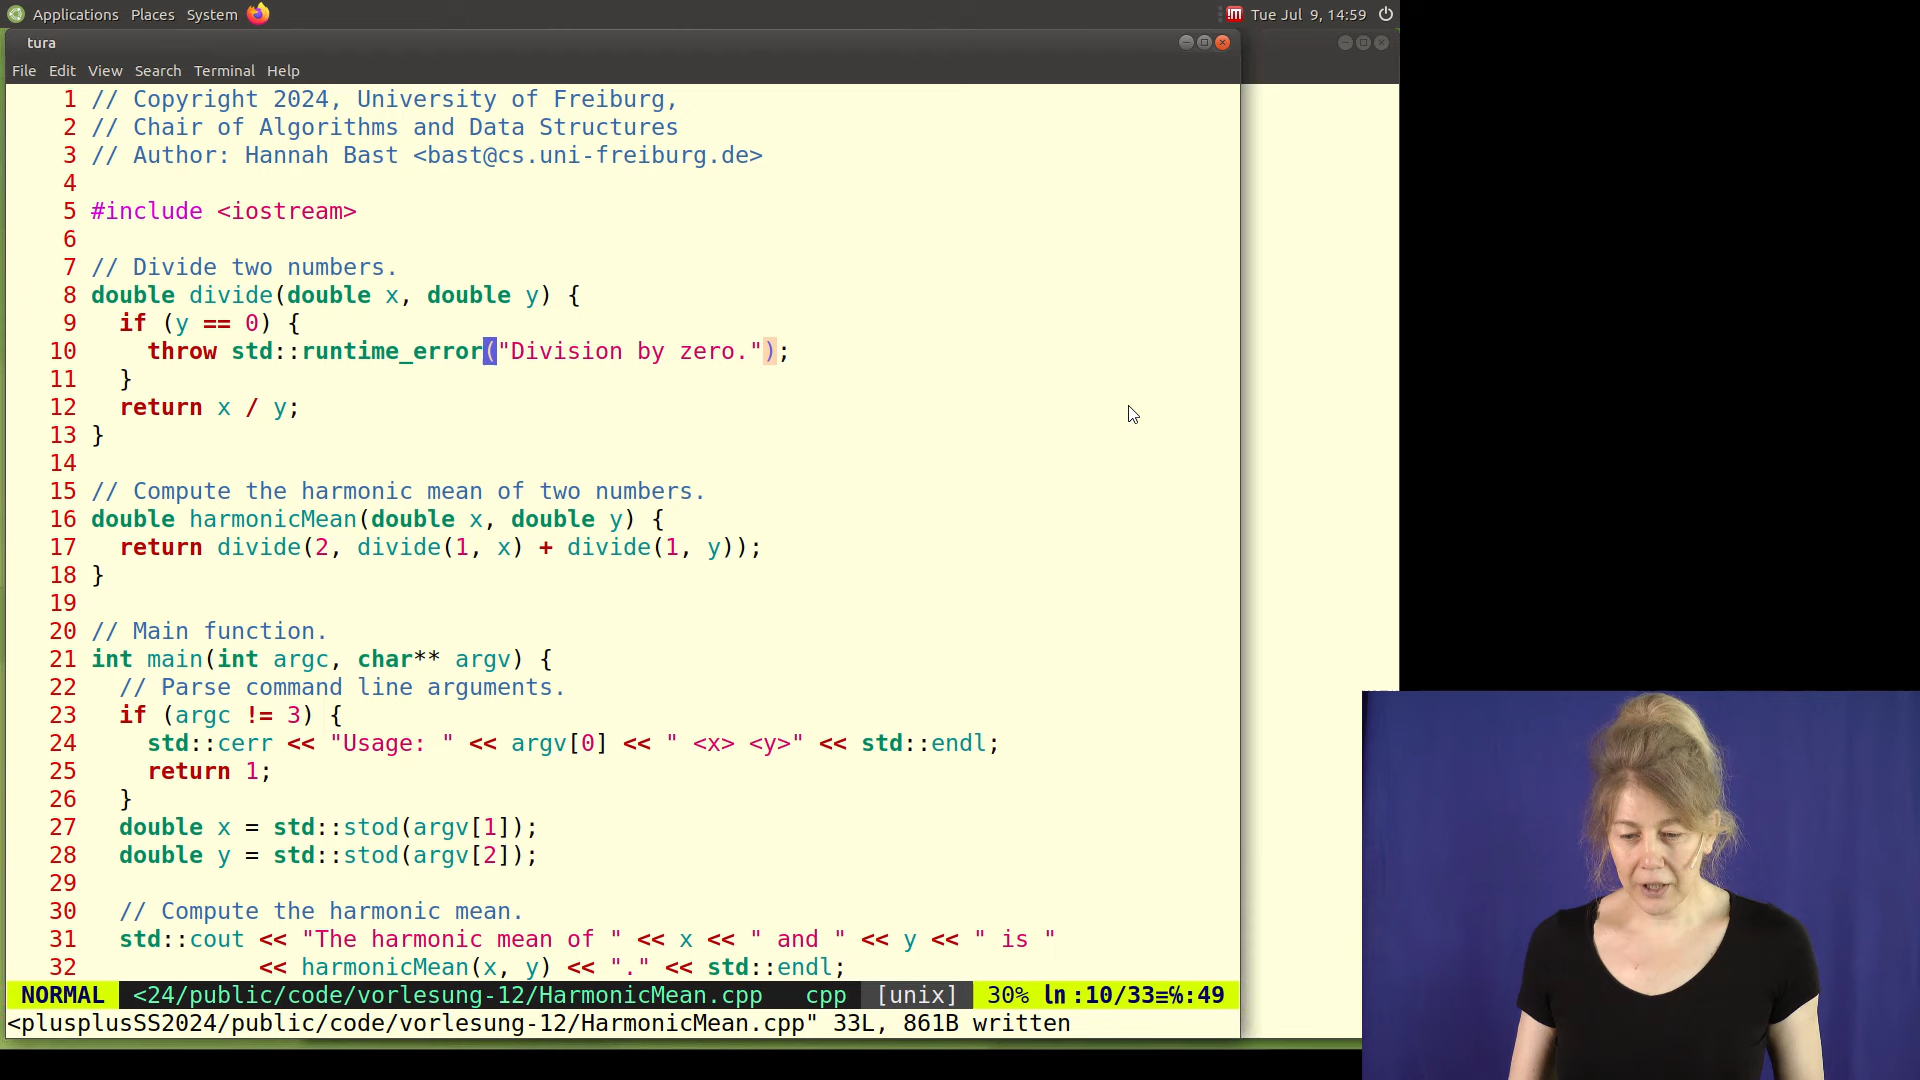 Applications Places System Tue Jul 9, 14:59
tura
File Edit View Search Terminal Help
1 // Copyright 2024, University of Freiburg,
2 // Chair of Algorithms and Data Structures
3 // Author: Hannah Bast <bast@cs.uni-freiburg.de>
4
5 #include <iostream>
6
7 // Divide two numbers.
8 double divide(double x, double y) {
9   if (y == 0) {
10     throw std::runtime_error("Division by zero.");
11   }
12   return x / y;
13 }
14
15 // Compute the harmonic mean of two numbers.
16 double harmonicMean(double x, double y) {
17   return divide(2, divide(1, x) + divide(1, y));
18 }
19
20 // Main function.
21 int main(int argc, char** argv) {
22   // Parse command line arguments.
23   if (argc != 3) {
24     std::cerr << "Usage: " << argv[0] << " <x> <y>" << std::endl;
25     return 1;
26   }
27   double x = std::stod(argv[1]);
28   double y = std::stod(argv[2]);
29
30   // Compute the harmonic mean.
31   std::cout << "The harmonic mean of " << x << " and " << y << " is "
32             << harmonicMean(x, y) << "." << std::endl;
NORMAL <24/public/code/vorlesung-12/HarmonicMean.cpp cpp [unix] 30% ln:10/33≡℅:49
<plusplusSS2024/public/code/vorlesung-12/HarmonicMean.cpp" 33L, 861B written